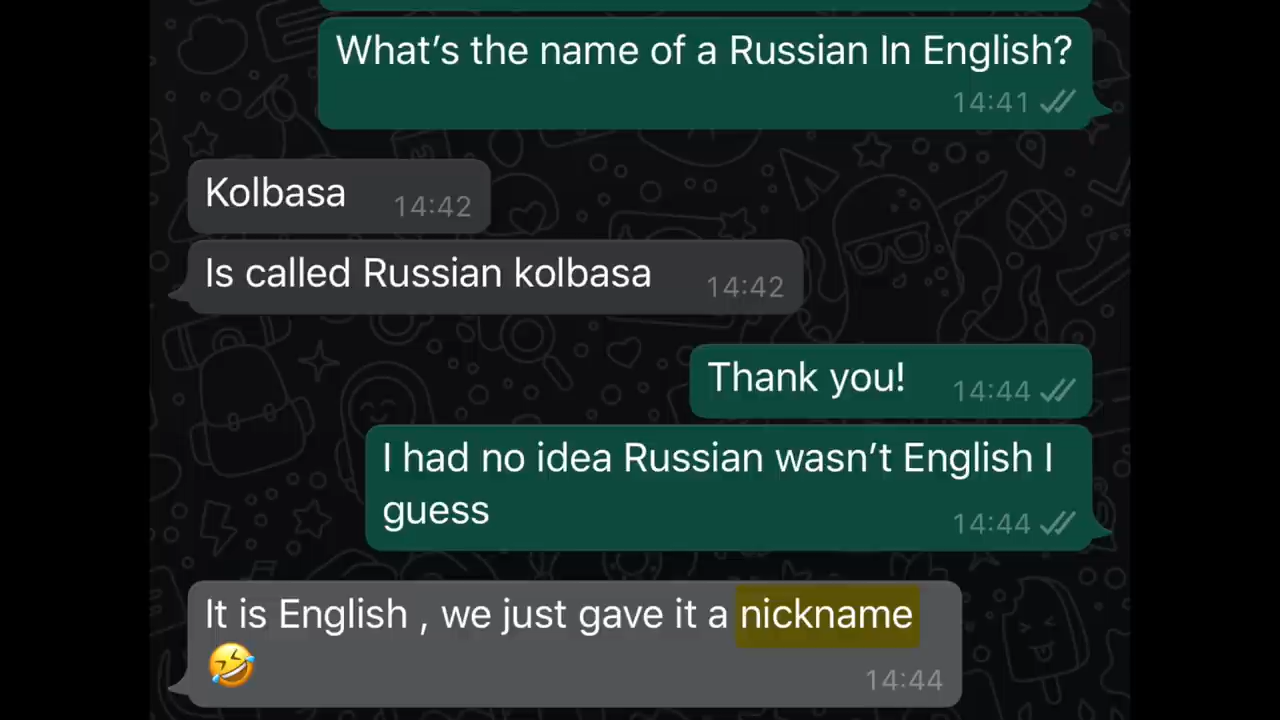 What’s the name of a Russian In English?
14:41
Kolbasa 14:42
Is called Russian kolbasa 14:42
Thank you! 14:44
I had no idea Russian wasn’t English I
guess
14:44
It is English , we just gave it a nickname
🤣
14:44